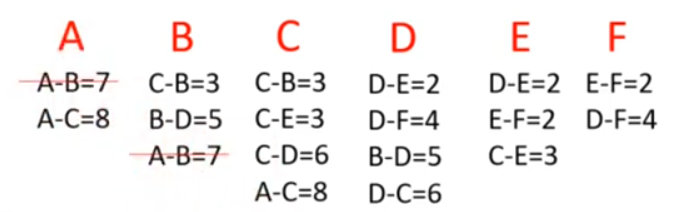 A B C D E F
A-B=7 C-B=3 C-B=3 D-E=2 D-E=2 E-F=2
A-C=8 B-D=5 C-E=3 D-F=4 E-F=2 D-F=4
A-B=7 C-D=6 B-D=5 C-E=3
A-C=8 D-C=6